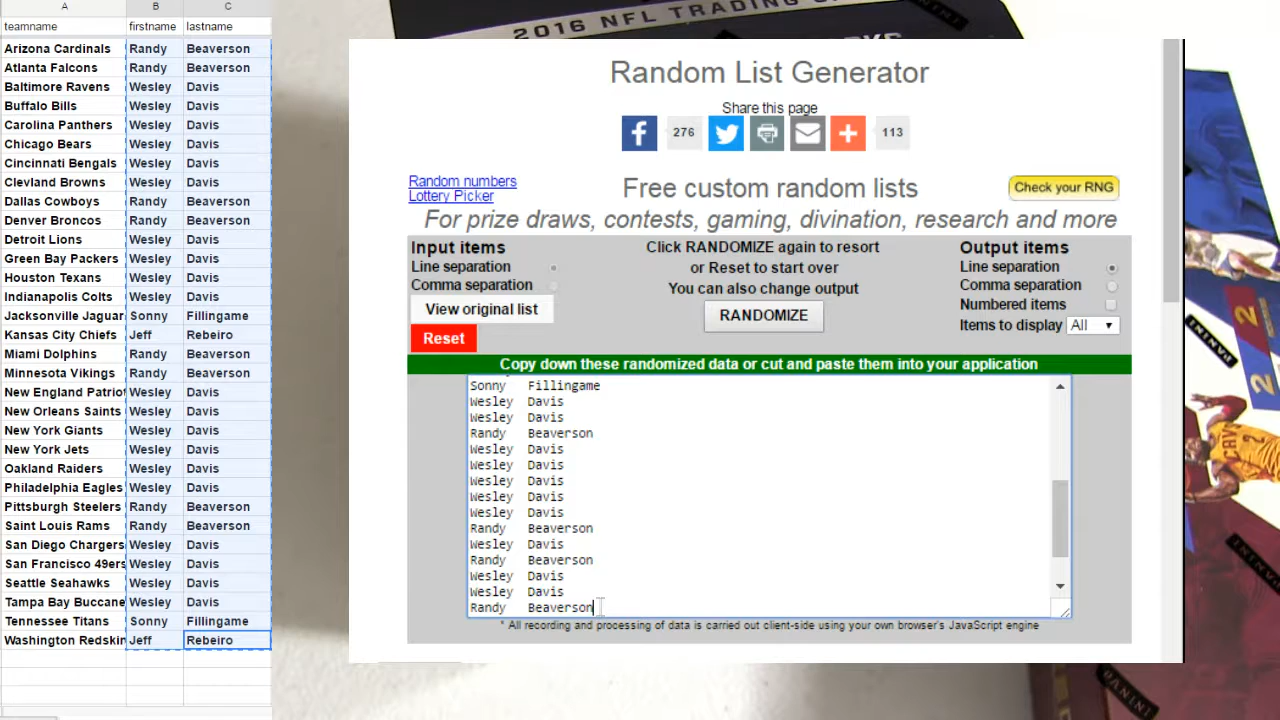 A B C
teamname firstname lastname
Arizona Cardinals Randy Beaverson
Atlanta Falcons Randy Beaverson
Baltimore Ravens Wesley Davis
Buffalo Bills Wesley Davis
Carolina Panthers Wesley Davis
Chicago Bears Wesley Davis
Cincinnati Bengals Wesley Davis
Clevland Browns Wesley Davis
Dallas Cowboys Randy Beaverson
Denver Broncos Randy Beaverson
Detroit Lions Wesley Davis
Green Bay Packers Wesley Davis
Houston Texans Wesley Davis
Indianapolis Colts Wesley Davis
Jacksonville Jaguar Sonny Fillingame
Kansas City Chiefs Jeff Rebeiro
Miami Dolphins Randy Beaverson
Minnesota Vikings Randy Beaverson
New England Patriot Wesley Davis
New Orleans Saints Wesley Davis
New York Giants Wesley Davis
New York Jets Wesley Davis
Oakland Raiders Wesley Davis
Philadelphia Eagles Wesley Davis
Pittsburgh Steelers Randy Beaverson
Saint Louis Rams Randy Beaverson
San Diego Chargers Wesley Davis
San Francisco 49ers Wesley Davis
Seattle Seahawks Wesley Davis
Tampa Bay Buccane Wesley Davis
Tennessee Titans Sonny Fillingame
Washington Redskin Jeff Rebeiro
2016 NFL TRADING
Random List Generator
Share this page
276 113
Random numbers
Lottery Picker
Free custom random lists
Check your RNG
For prize draws, contests, gaming, divination, research and more
Input items
Line separation
Comma separation
View original list
Reset
Click RANDOMIZE again to resort
or Reset to start over
You can also change output
RANDOMIZE
Output items
Line separation
Comma separation
Numbered items
Items to display All
Copy down these randomized data or cut and paste them into your application
Sonny Fillingame
Wesley Davis
Wesley Davis
Randy Beaverson
Wesley Davis
Wesley Davis
Wesley Davis
Wesley Davis
Wesley Davis
Randy Beaverson
Wesley Davis
Randy Beaverson
Wesley Davis
Wesley Davis
Randy Beaverson
* All recording and processing of data is carried out client-side using your own browser's JavaScript engine
PANINI
2
2
PANINI
CAVS
2
PANINI
PANINI